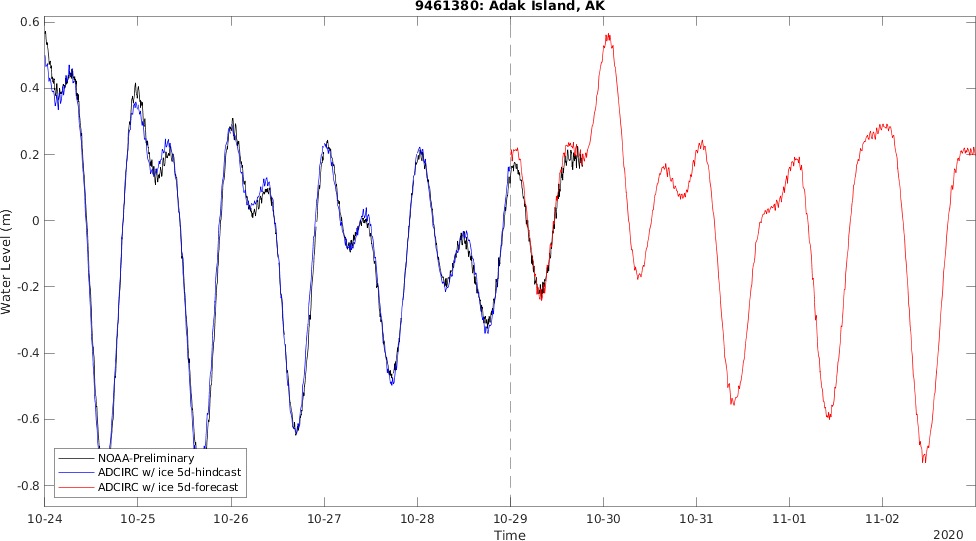 9461380: Adak Island, AK
0.6
0.4
0.2
0
-0.2
-0.4
-0.6
-0.8
Water Level (m)
NOAA-Preliminary
ADCIRC w/ ice 5d-hindcast
ADCIRC w/ ice 5d-forecast
10-24 10-25 10-26 10-27 10-28 10-29 10-30 10-31 11-01 11-02
Time
2020